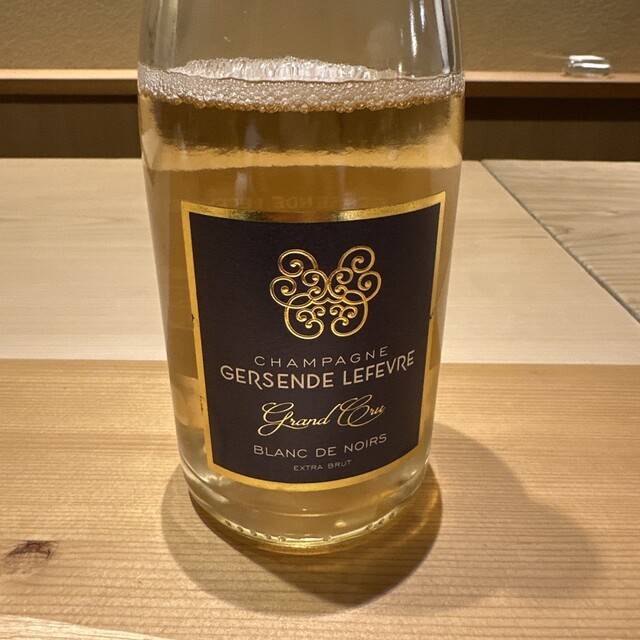 CHAMPAGNE
GERSENDE LEFEVRE
Grand Cru
BLANC DE NOIRS
EXTRA BRUT